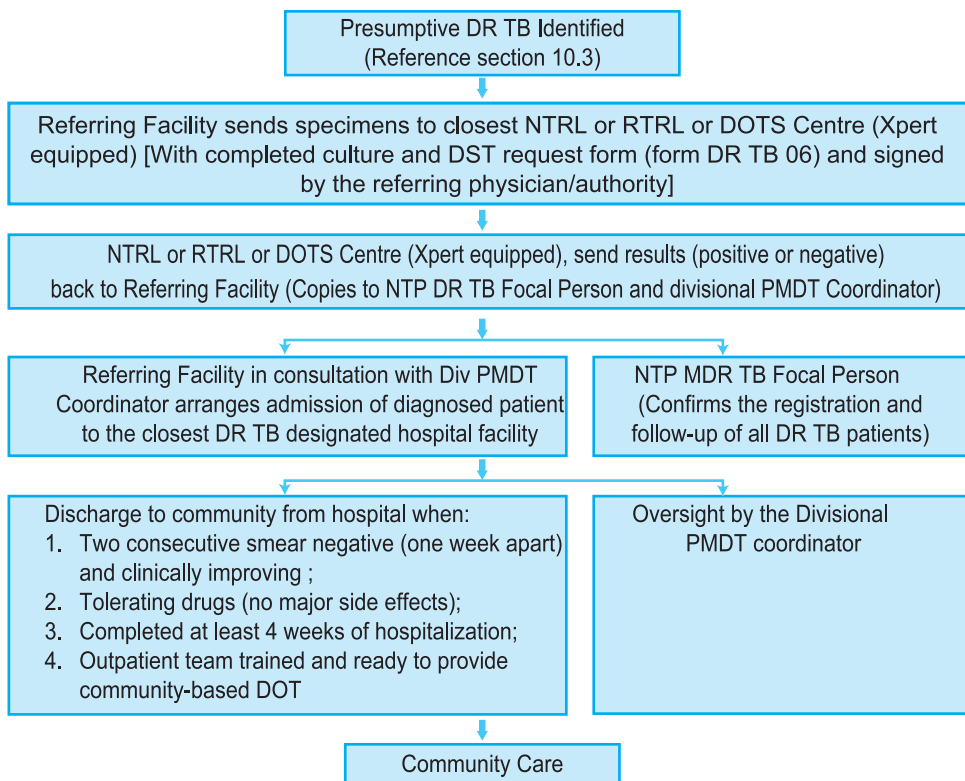 Presumptive DR TB Identified
(Reference section 10.3)
Referring Facility sends specimens to closest NTRL or RTRL or DOTS Centre (Xpert
equipped) [With completed culture and DST request form (form DR TB 06) and signed
by the referring physician/authority]
NTRL or RTRL or DOTS Centre (Xpert equipped), send results (positive or negative)
back to Referring Facility (Copies to NTP DR TB Focal Person and divisional PMDT Coordinator)
Referring Facility in consultation with Div PMDT
Coordinator arranges admission of diagnosed patient
to the closest DR TB designated hospital facility
NTP MDR TB Focal Person
(Confirms the registration and
follow-up of all DR TB patients)
Discharge to community from hospital when:
1. Two consecutive smear negative (one week apart)
and clinically improving ;
2. Tolerating drugs (no major side effects);
3. Completed at least 4 weeks of hospitalization;
4. Outpatient team trained and ready to provide
community-based DOT
Oversight by the Divisional
PMDT coordinator
Community Care